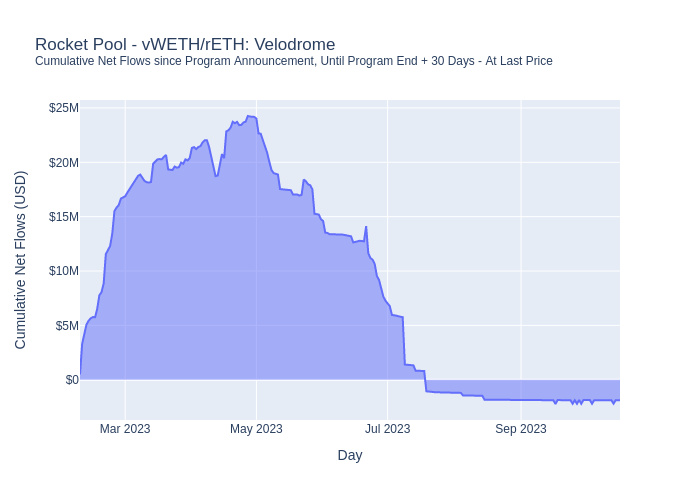 Rocket Pool - vWETH/rETH: Velodrome
Cumulative Net Flows since Program Announcement, Until Program End + 30 Days - At Last Price
Cumulative Net Flows (USD)
$25M
$20M
$15M
$10M
$5M
$0
Mar 2023
May 2023
Jul 2023
Sep 2023
Day